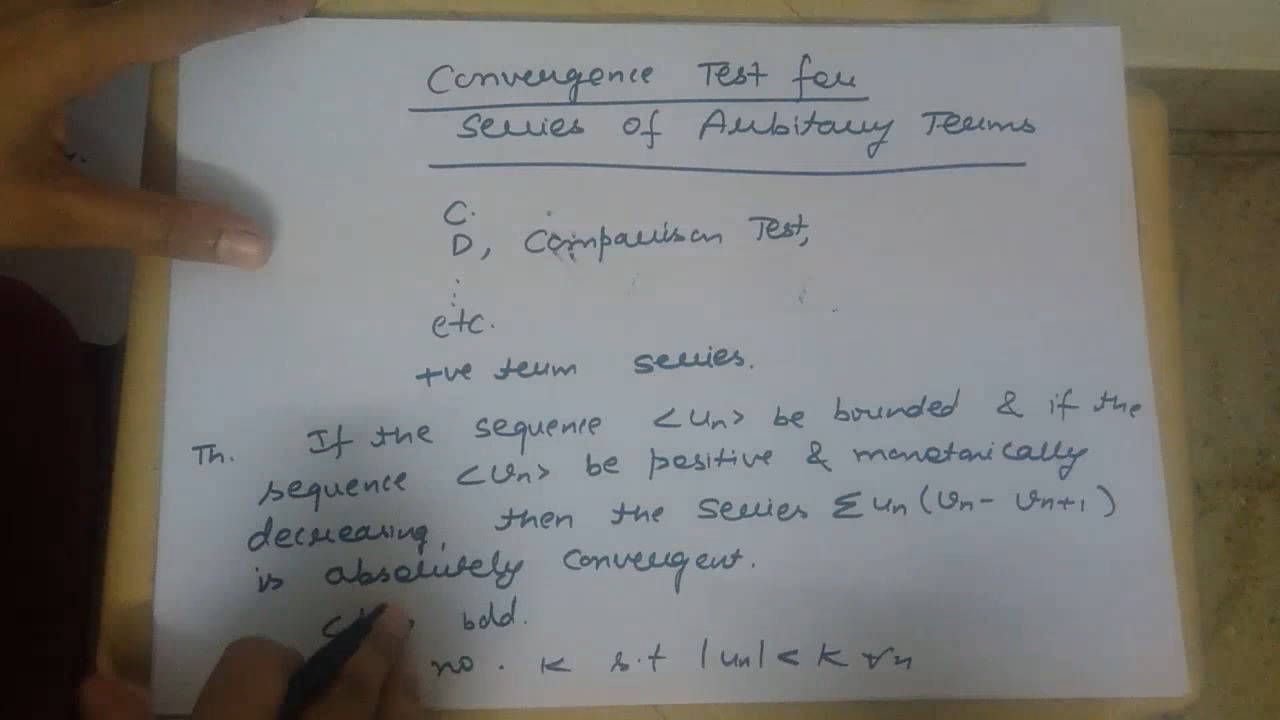 Convergence Test for
Series of Arbitary Terms
C.
D, Comparison Test,
⋮
etc.
+ve term series.
Th. If the sequence <un> be bounded & if the
sequence <vn> be positive & monotonically
decreasing, then the series Σ un (vn - vn+1)
is absolutely convergent.
bdd.
no. K s.t |un| < K ∀n